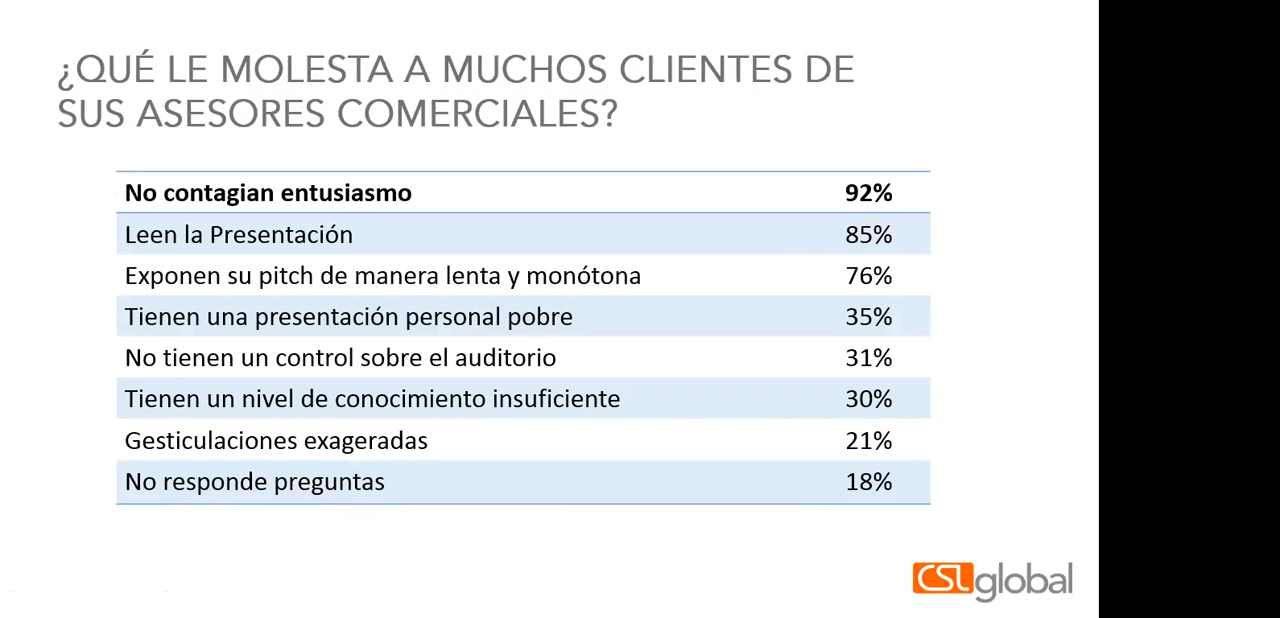 ¿QUÉ LE MOLESTA A MUCHOS CLIENTES DE
SUS ASESORES COMERCIALES?
No contagian entusiasmo 92%
Leen la Presentación 85%
Exponen su pitch de manera lenta y monótona 76%
Tienen una presentación personal pobre 35%
No tienen un control sobre el auditorio 31%
Tienen un nivel de conocimiento insuficiente 30%
Gesticulaciones exageradas 21%
No responde preguntas 18%
CSL global